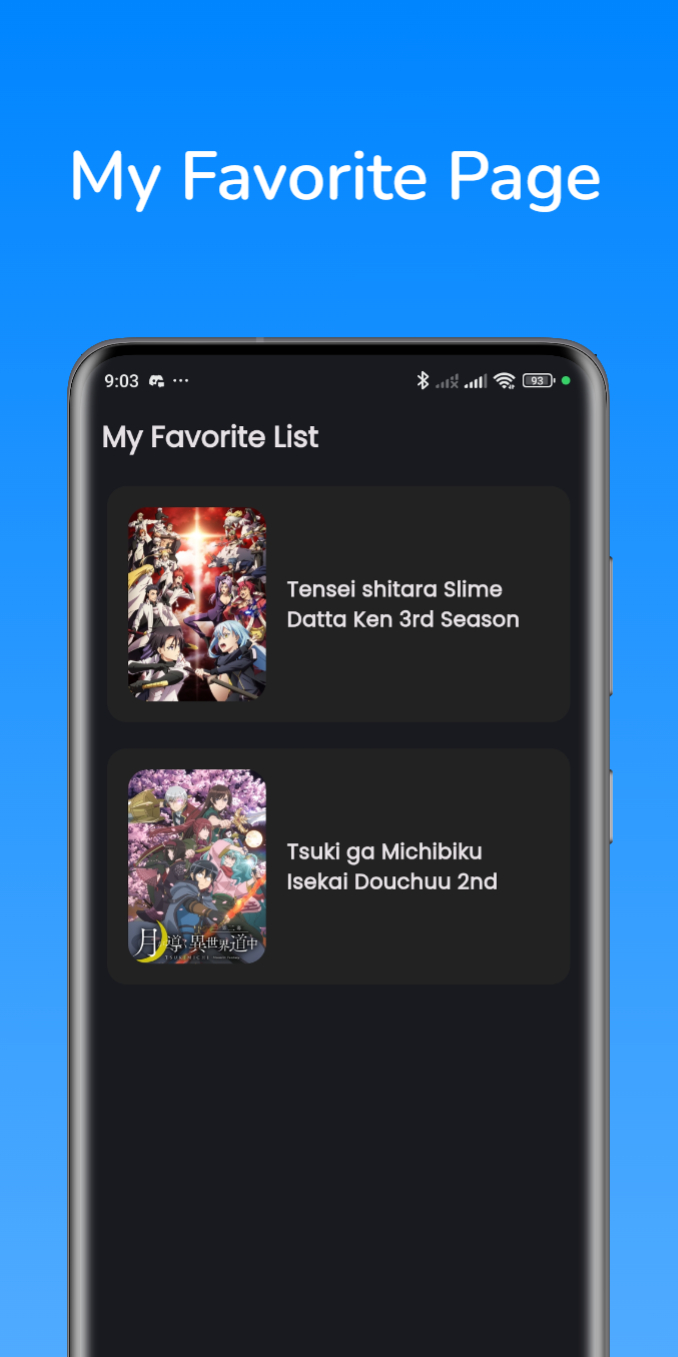 My Favorite Page
9:03
93
My Favorite List
Tensei shitara Slime
Datta Ken 3rd Season
Tsuki ga Michibiku
Isekai Douchuu 2nd
月が導く異世界道中